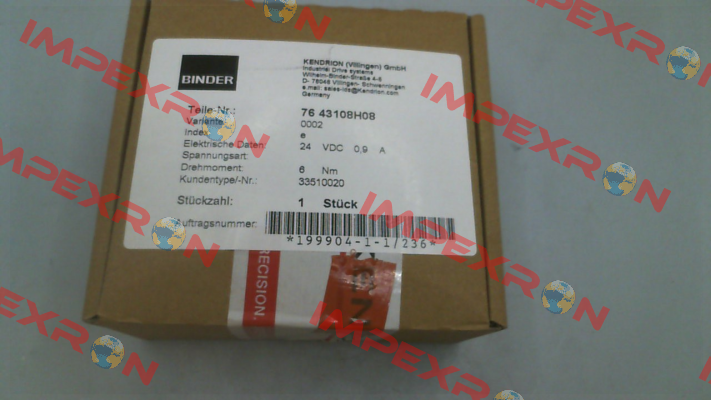 BINDER
KENDRION (Villingen) GmbH
Industrial Drive systems
Wilhelm-Binder-Straße 4-6
D- 78048 Villingen- Schwenningen
e.mail: sales-ids@Kendrion.com
Germany
Teile-Nr.: 76 43108H08
Variante: 0002
Index: e
Elektrische Daten: 24 VDC 0,9 A
Spannungsart:
Drehmoment: 6 Nm
Kundentype/-Nr.: 33510020
Stückzahl: 1 Stück
Auftragsnummer:
*199904-1-1/236*
RECISION.
IMPEXRON
IMPEXRON
IMPEXRON
IMPEXRON